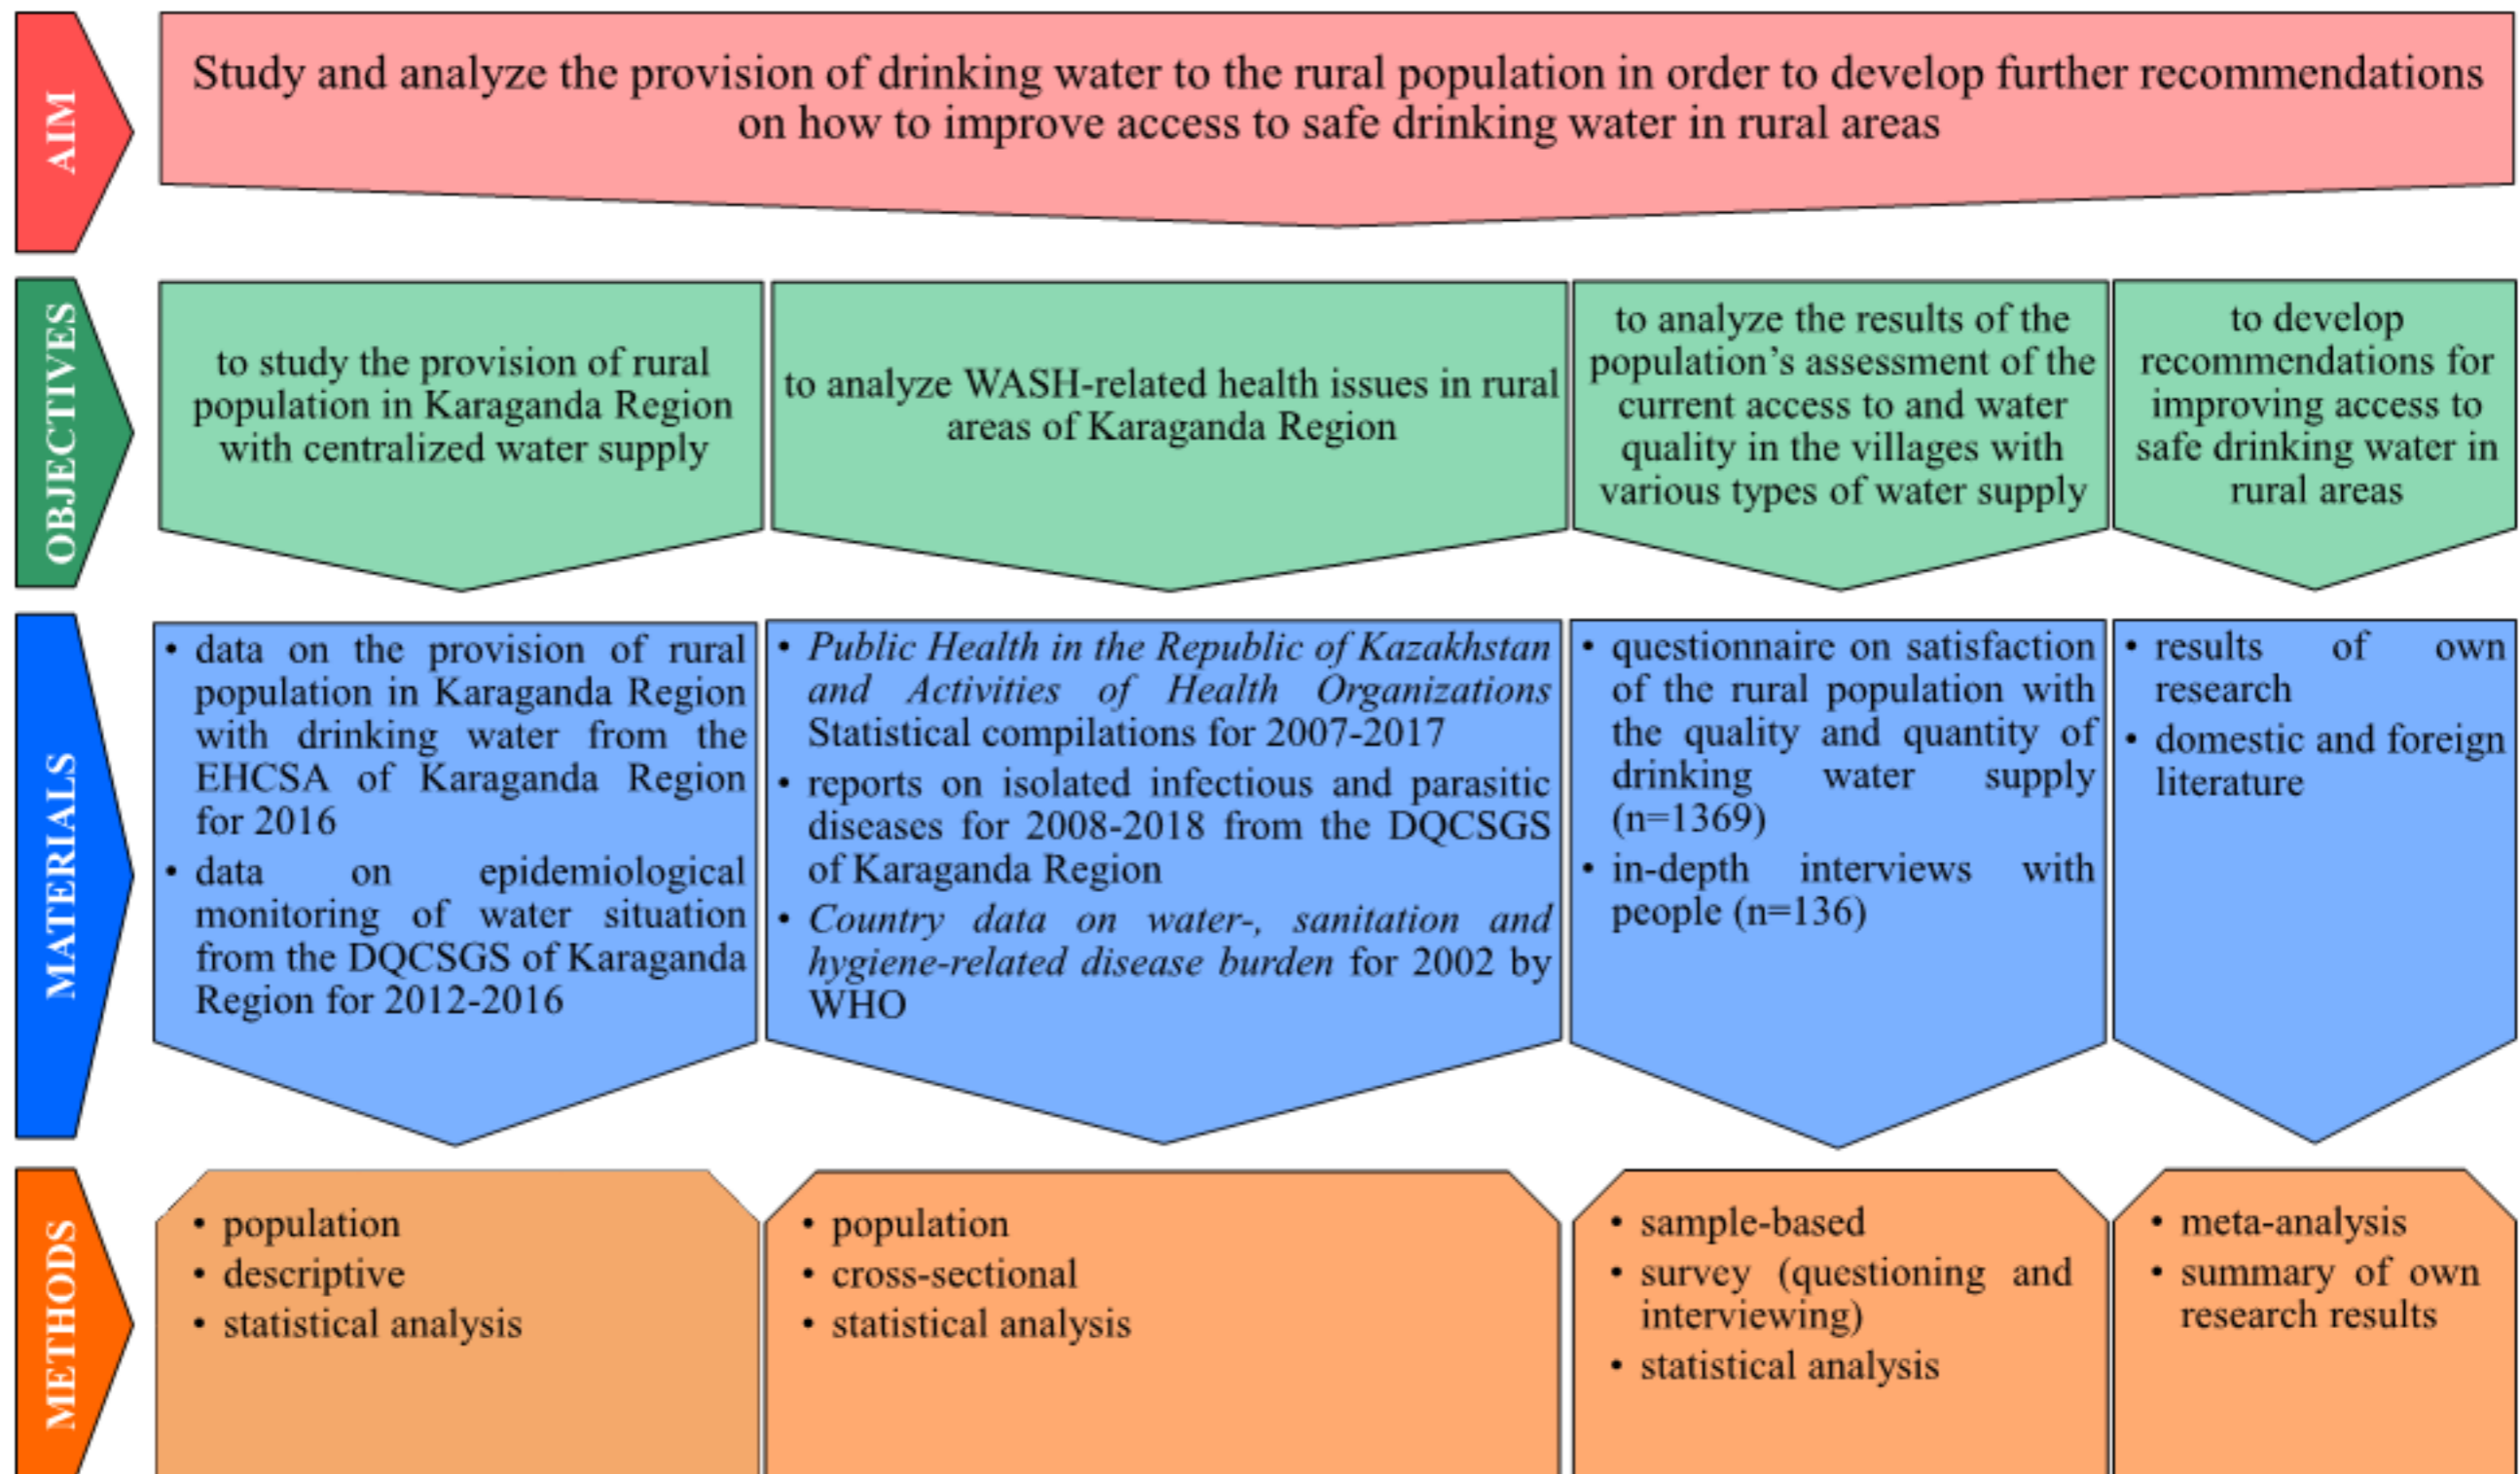 AIM
Study and analyze the provision of drinking water to the rural population in order to develop further recommendations
on how to improve access to safe drinking water in rural areas
OBJECTIVES
to study the provision of rural
population in Karaganda Region
with centralized water supply
to analyze WASH-related health issues in rural
areas of Karaganda Region
to analyze the results of the
population’s assessment of the
current access to and water
quality in the villages with
various types of water supply
to develop
recommendations for
improving access to
safe drinking water in
rural areas
MATERIALS
• data on the provision of rural
population in Karaganda Region
with drinking water from the
EHCSA of Karaganda Region
for 2016
• data on epidemiological
monitoring of water situation
from the DQCSGS of Karaganda
Region for 2012-2016
• Public Health in the Republic of Kazakhstan
and Activities of Health Organizations
Statistical compilations for 2007-2017
• reports on isolated infectious and parasitic
diseases for 2008-2018 from the DQCSGS
of Karaganda Region
• Country data on water-, sanitation and
hygiene-related disease burden for 2002 by
WHO
• questionnaire on satisfaction
of the rural population with
the quality and quantity of
drinking water supply
(n=1369)
• in-depth interviews with
people (n=136)
• results of own
research
• domestic and foreign
literature
METHODS
• population
• descriptive
• statistical analysis
• population
• cross-sectional
• statistical analysis
• sample-based
• survey (questioning and
interviewing)
• statistical analysis
• meta-analysis
• summary of own
research results